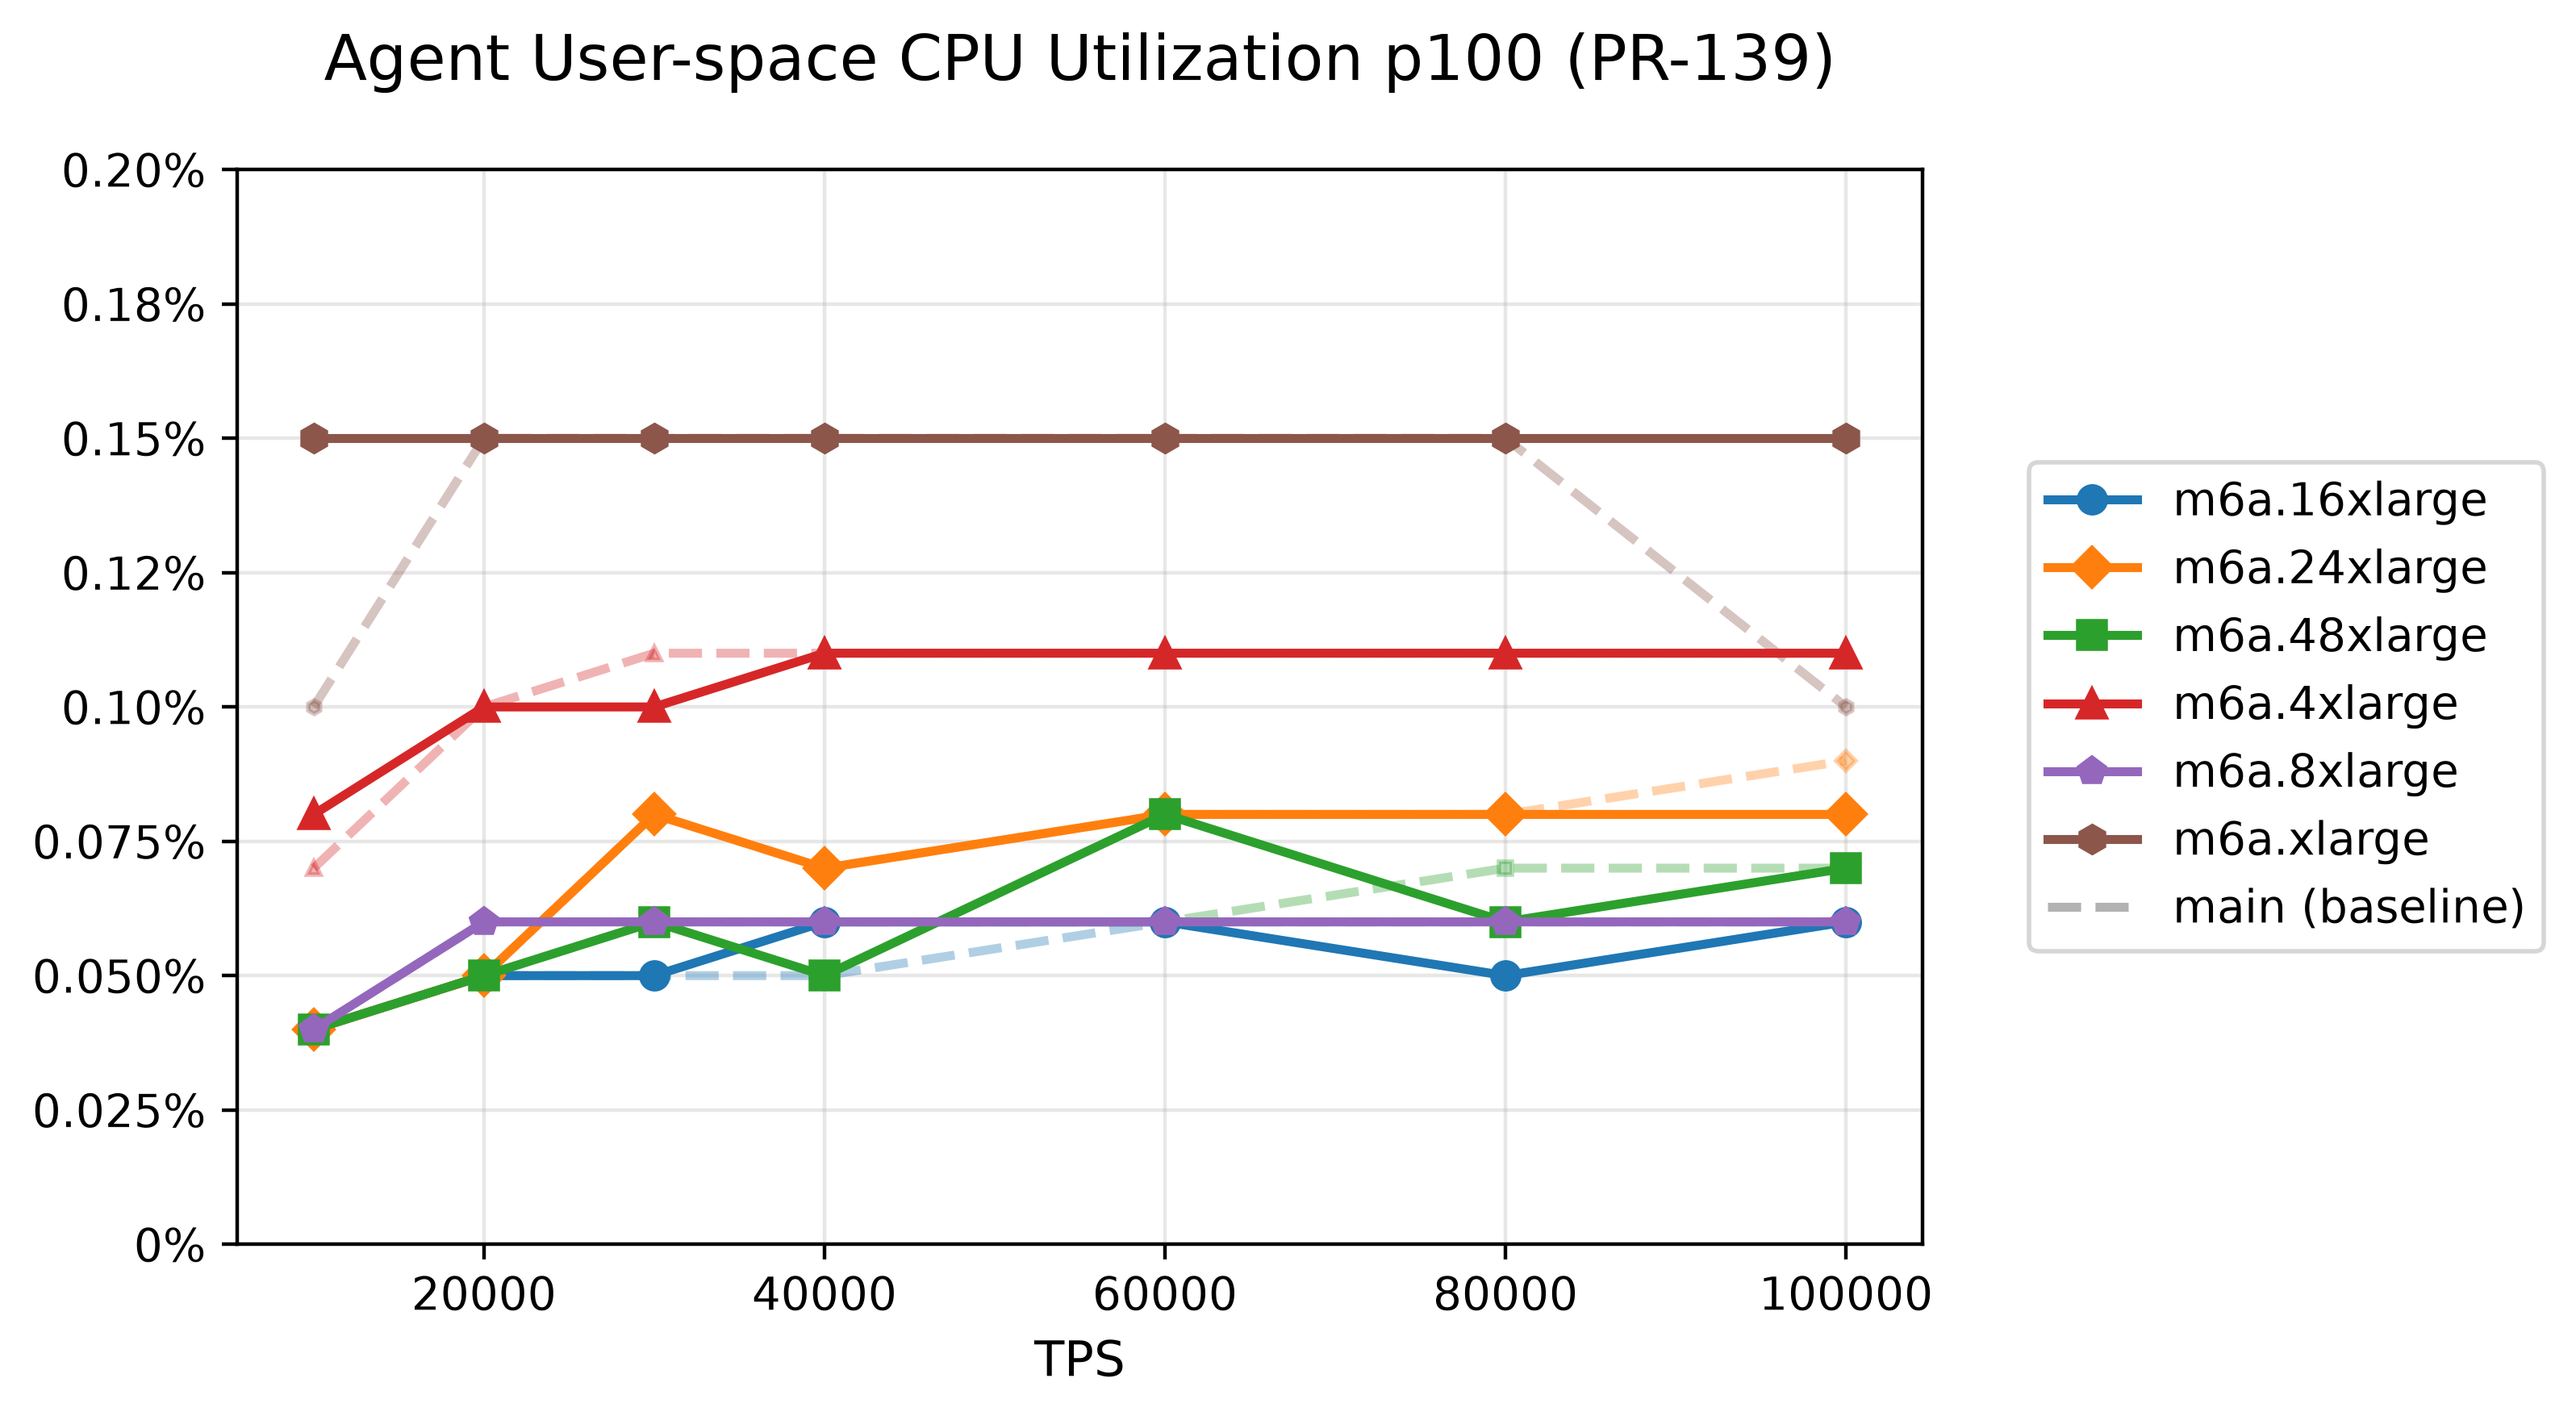 Agent User-space CPU Utilization p100 (PR-139)
0.20%
0.18%
0.15%
0.12%
0.10%
0.075%
0.050%
0.025%
0%
20000 40000 60000 80000 100000
TPS
m6a.16xlarge
m6a.24xlarge
m6a.48xlarge
m6a.4xlarge
m6a.8xlarge
m6a.xlarge
main (baseline)